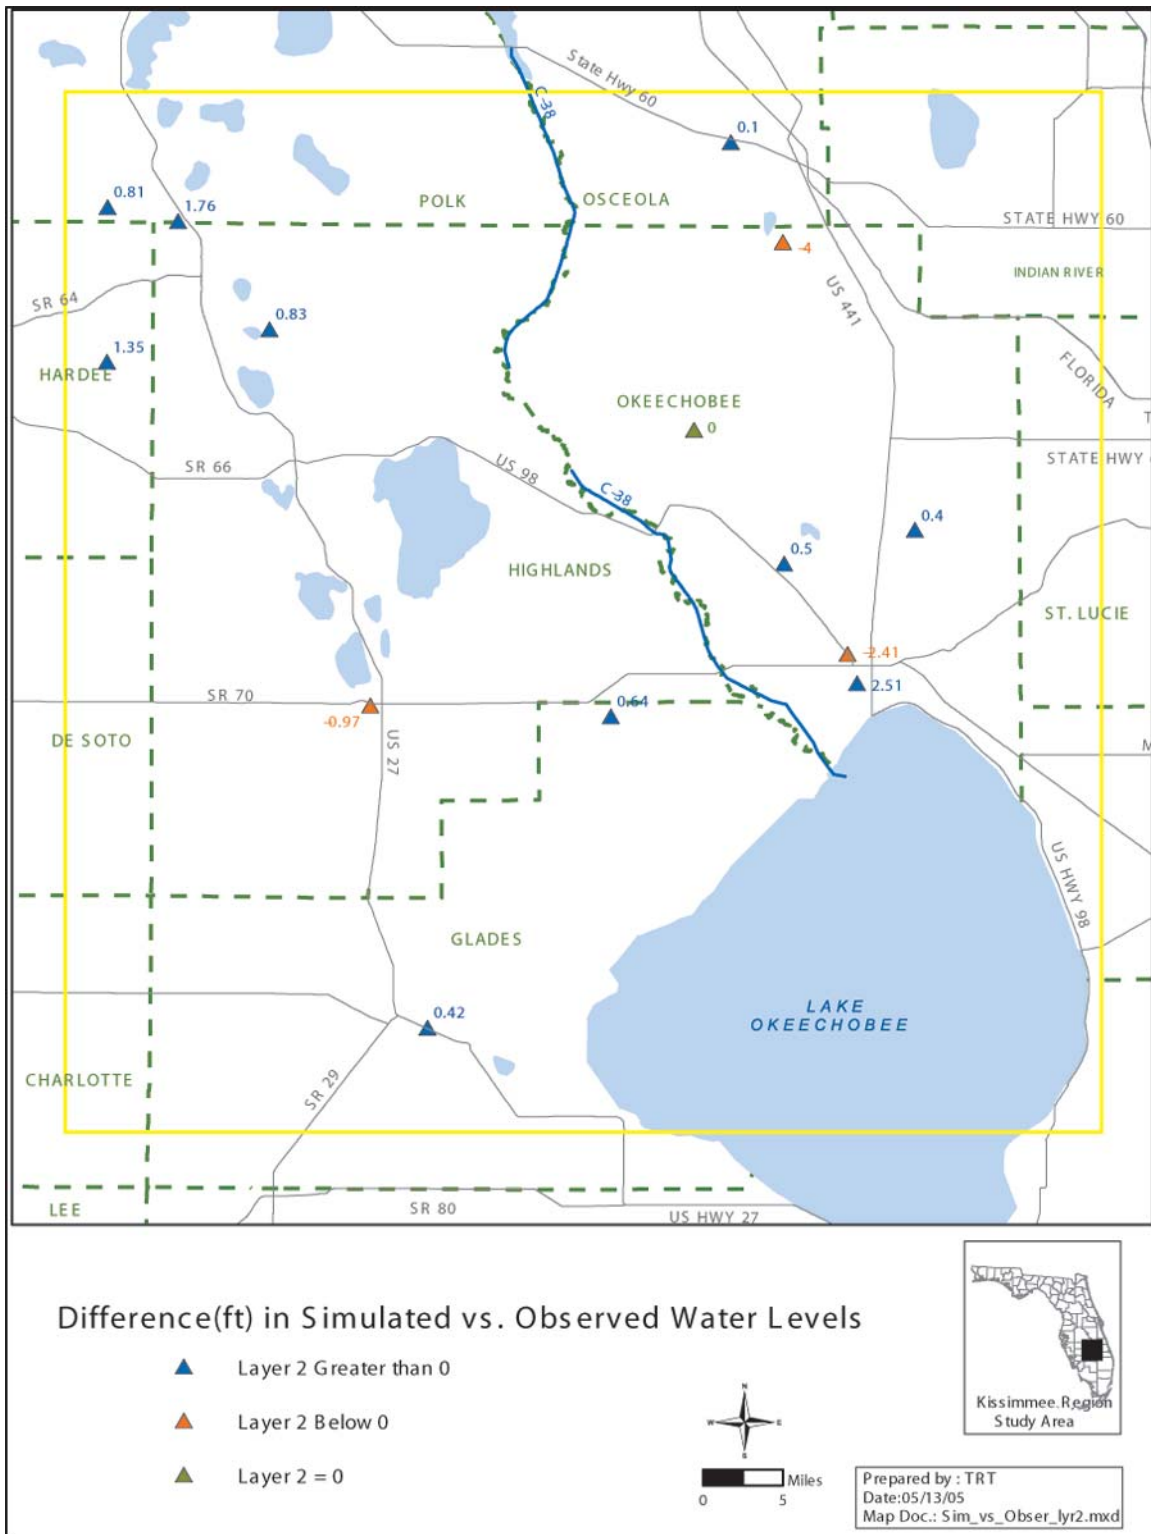 State Hwy 60
C-38
0.1
0.81
1.76
POLK
OSCEOLA
STATE HWY 60
-4
INDIAN RIVER
SR 64
US 441
0.83
1.35
HARDEE
FLORIDA
OKEECHOBEE
0
T
SR 66
US 98
STATE HWY
C-38
0.4
0.5
HIGHLANDS
ST. LUCIE
-2.41
2.51
SR 70
0.64
-0.97
DE SOTO
US 27
M
US HWY 98
GLADES
LAKE
OKEECHOBEE
0.42
CHARLOTTE
SR 29
LEE
SR 80
US HWY 27
Difference(ft) in Simulated vs. Observed Water Levels
Layer 2 Greater than 0
Layer 2 Below 0
Layer 2 = 0
N
W
E
S
Miles
0
5
Kissimmee Region
Study Area
Prepared by : TRT
Date:05/13/05
Map Doc.: Sim_vs_Obser_lyr2.mxd